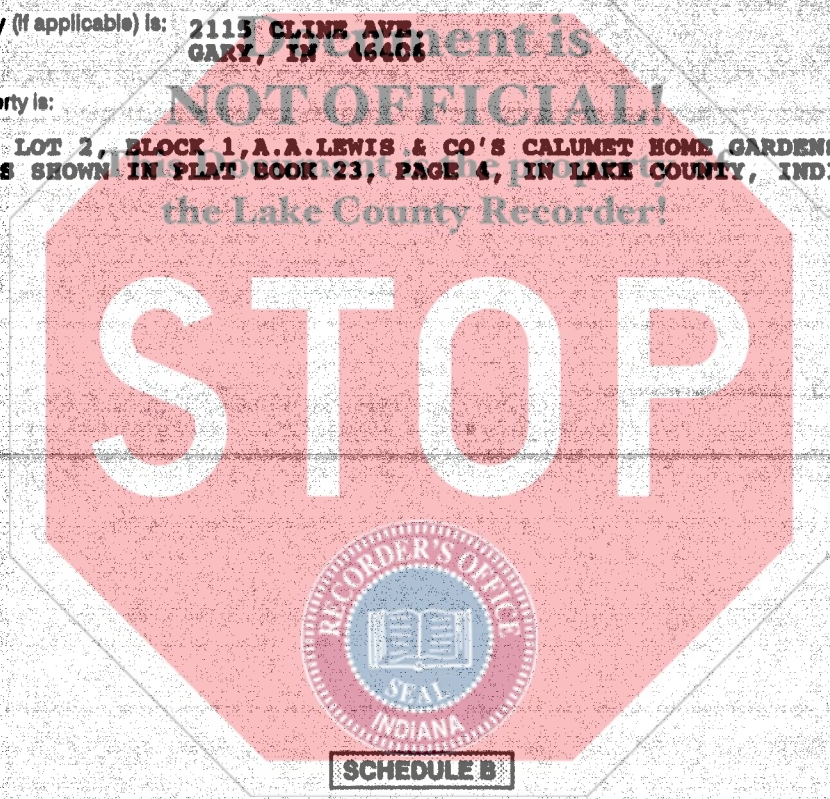 y (if applicable) is: 2115 CLINE AVE.
GARY, IN 46406
Document is
NOT OFFICIAL!
erty is:
LOT 2, BLOCK 1, A.A.LEWIS & CO'S CALUMET HOME GARDENS
S SHOWN IN PLAT BOOK 23, PAGE 4, IN LAKE COUNTY, INDI
This Document is the property of
the Lake County Recorder!
STOP
RECORDER'S OFFICE
SEAL
INDIANA
SCHEDULE B